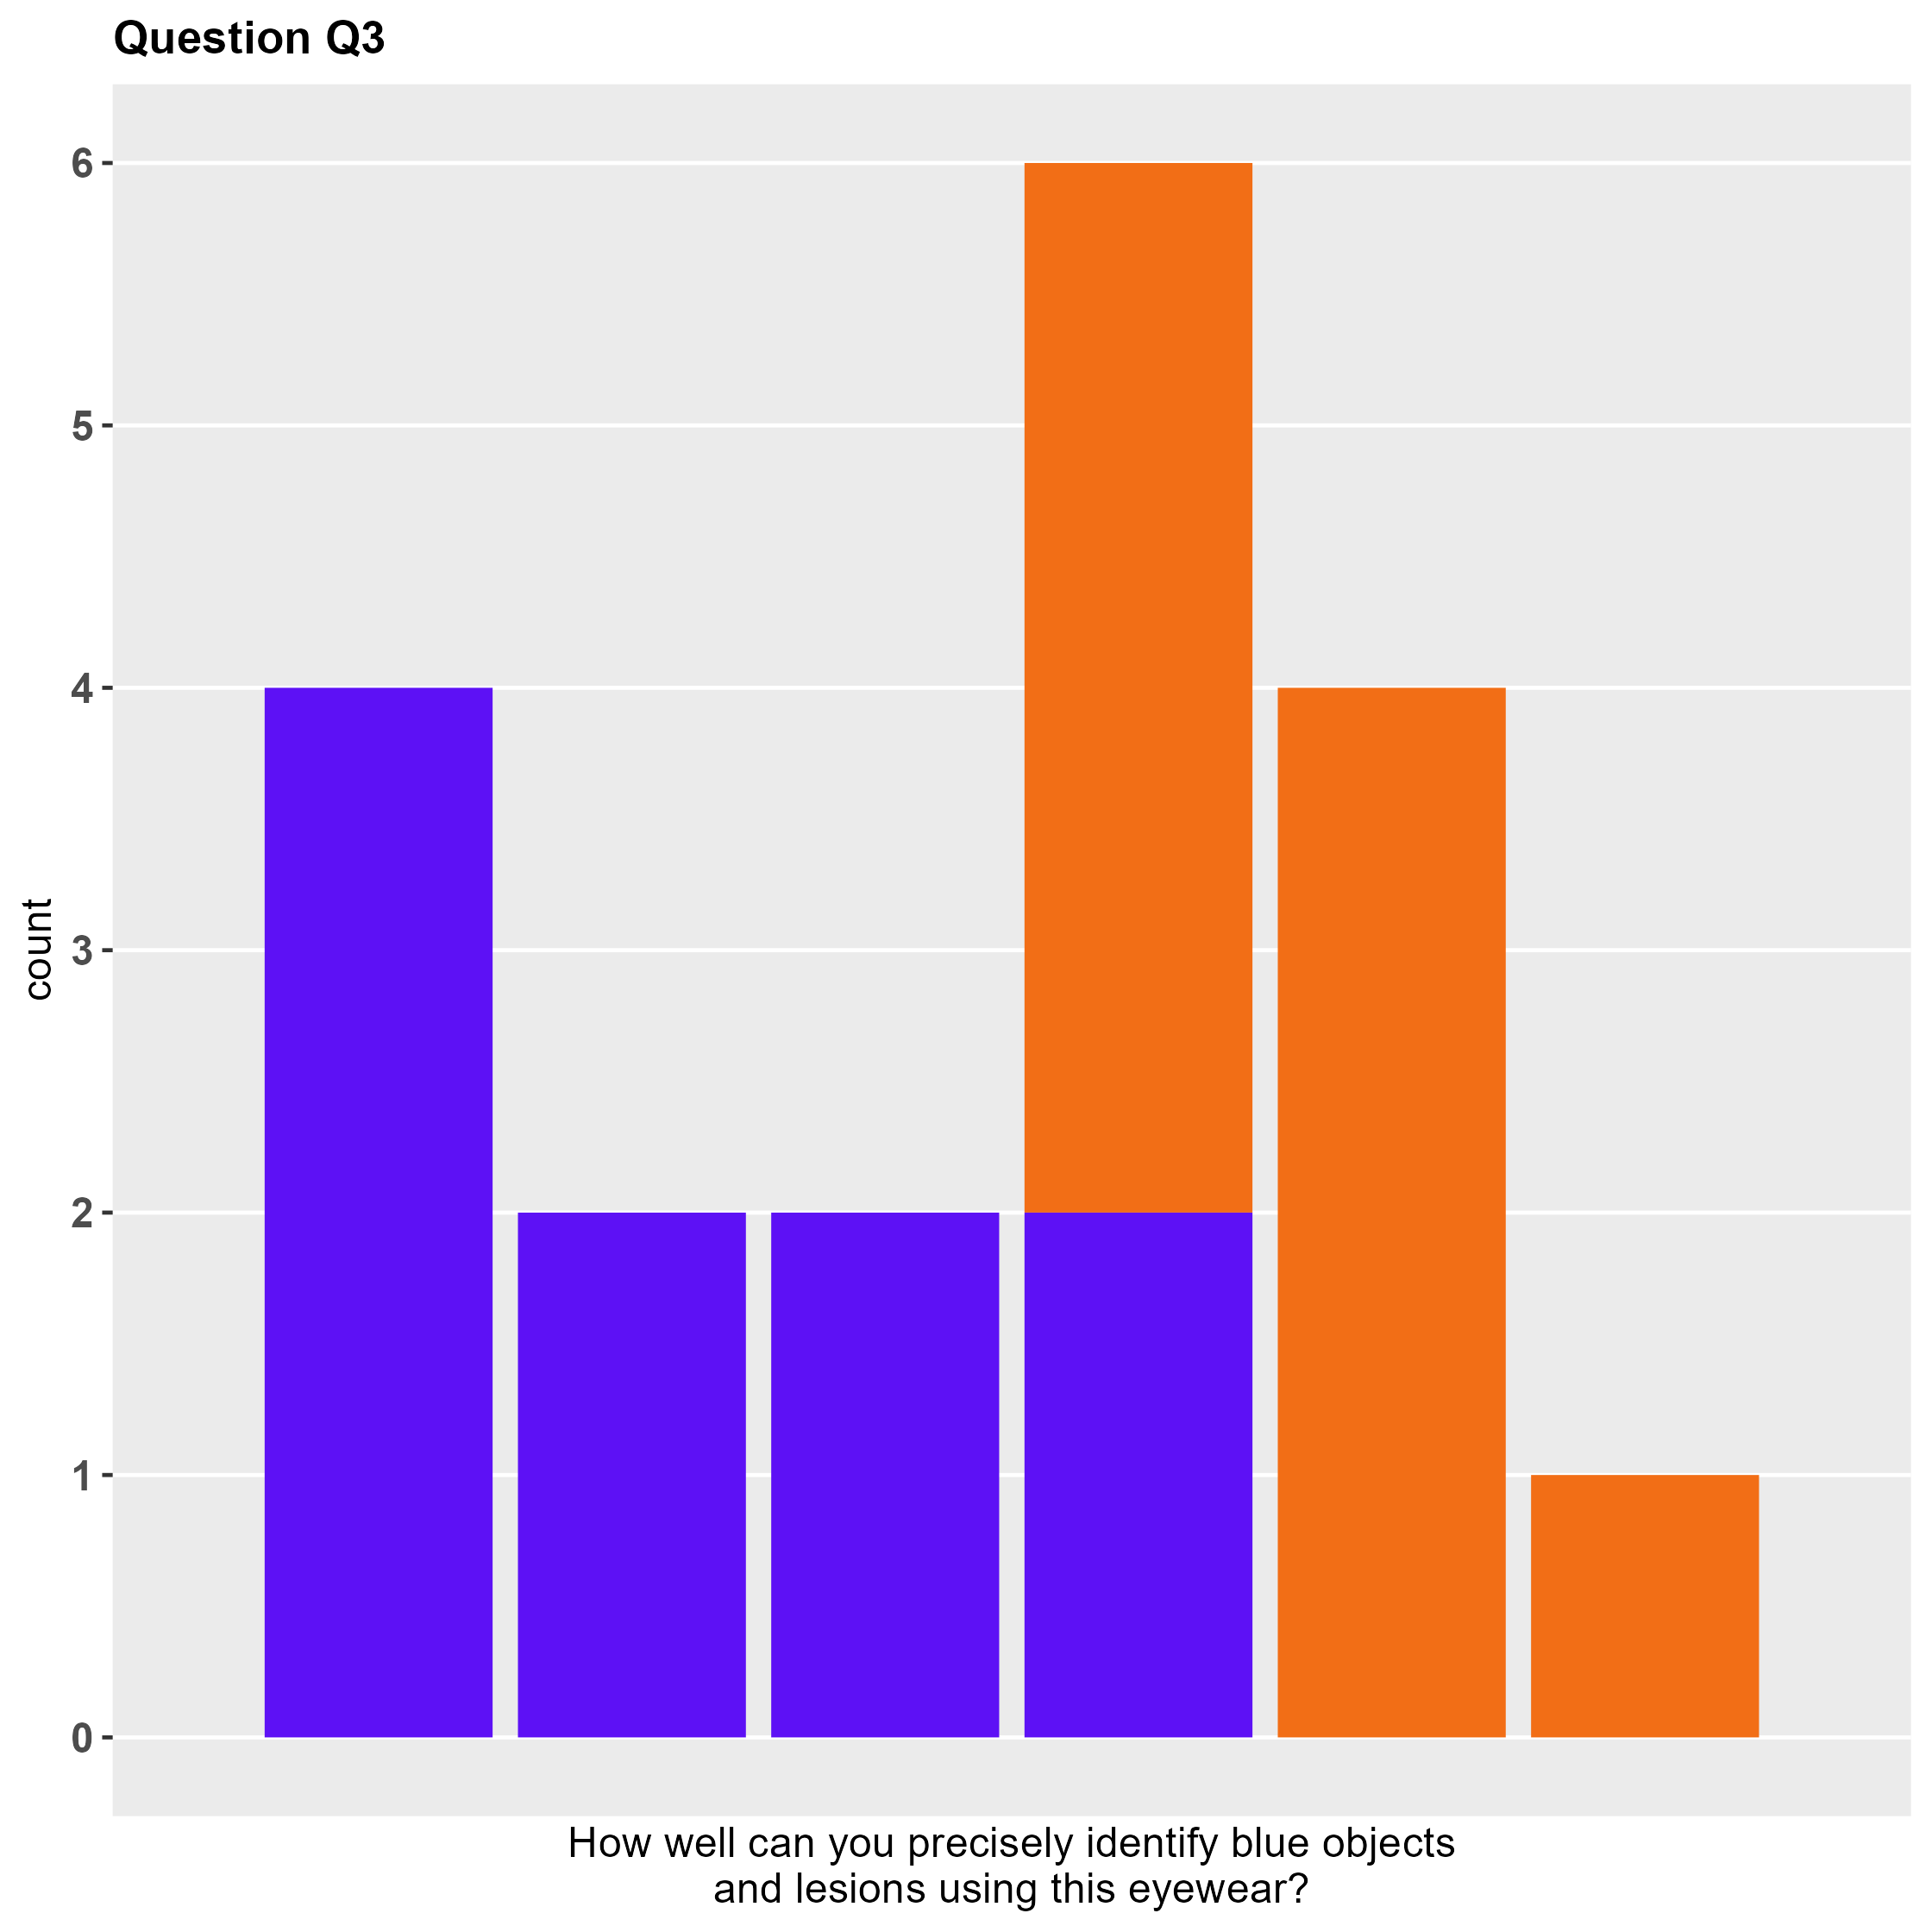 Question Q3
6
5
4
3
2
1
0
count
How well can you precisely identify blue objects
and lesions using this eyewear?